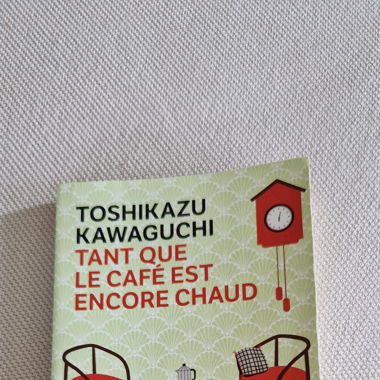 TOSHIKAZU
KAWAGUCHI
TANT QUE
LE CAFÉ EST
ENCORE CHAUD